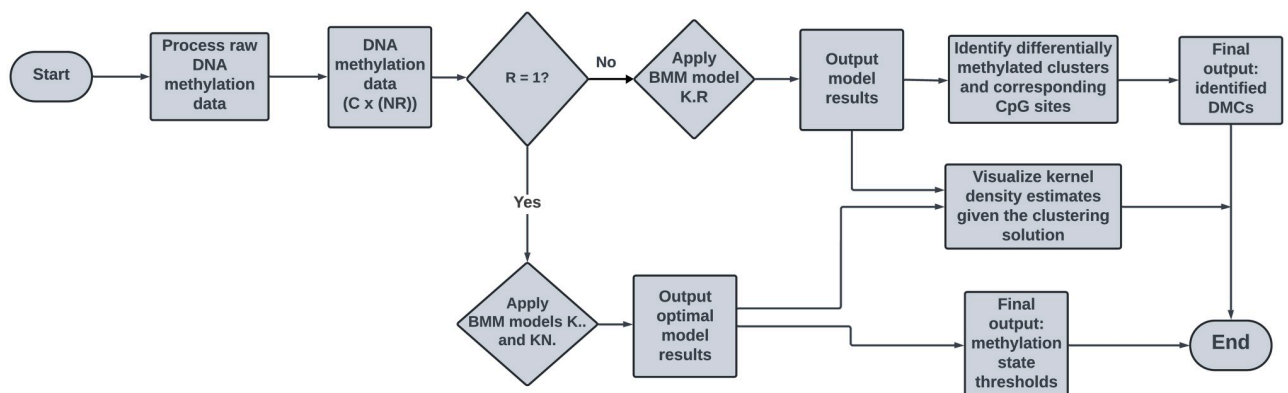 Start
Process raw
DNA
methylation
data
DNA
methylation
data
(C x (NR))
R = 1?
No
Apply
BMM model
K.R
Output
model
results
Identify differentially
methylated clusters
and corresponding
CpG sites
Final
output:
identified
DMCs
Visualize kernel
density estimates
given the clustering
solution
Yes
Apply
BMM models K..
and KN.
Output
optimal
model
results
Final
output:
methylation
state
thresholds
End